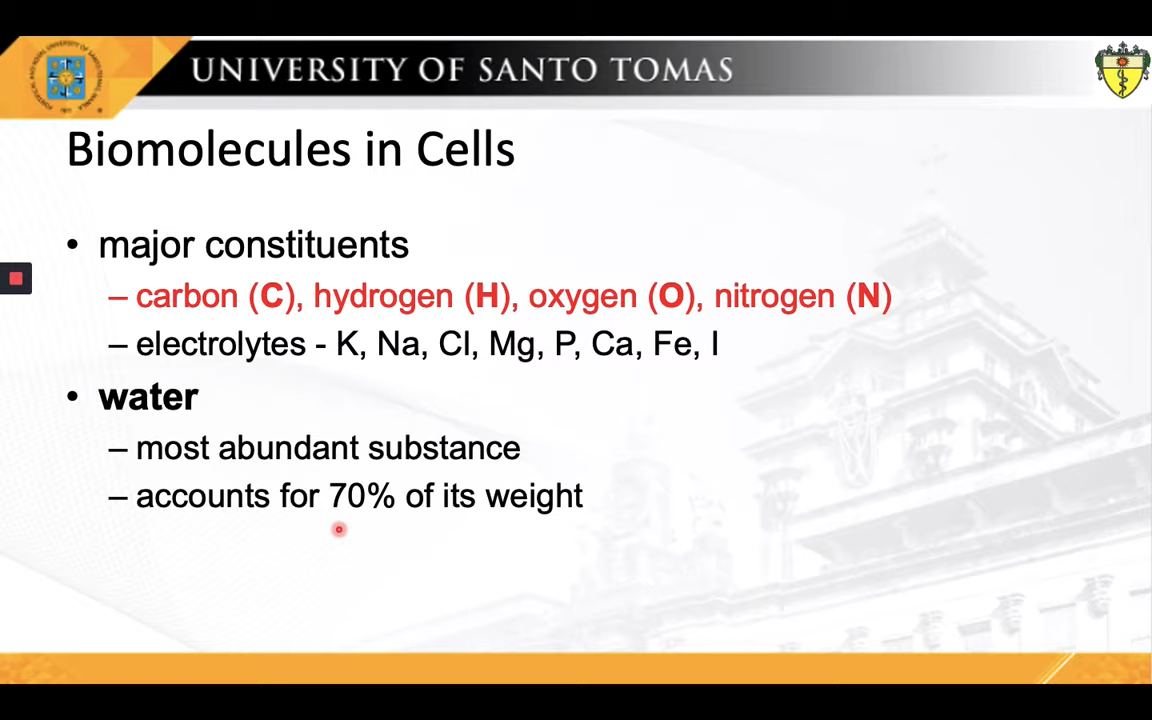 UNIVERSITY OF SANTO TOMAS
Biomolecules in Cells
• major constituents
– carbon (C), hydrogen (H), oxygen (O), nitrogen (N)
– electrolytes - K, Na, Cl, Mg, P, Ca, Fe, I
• water
– most abundant substance
– accounts for 70% of its weight